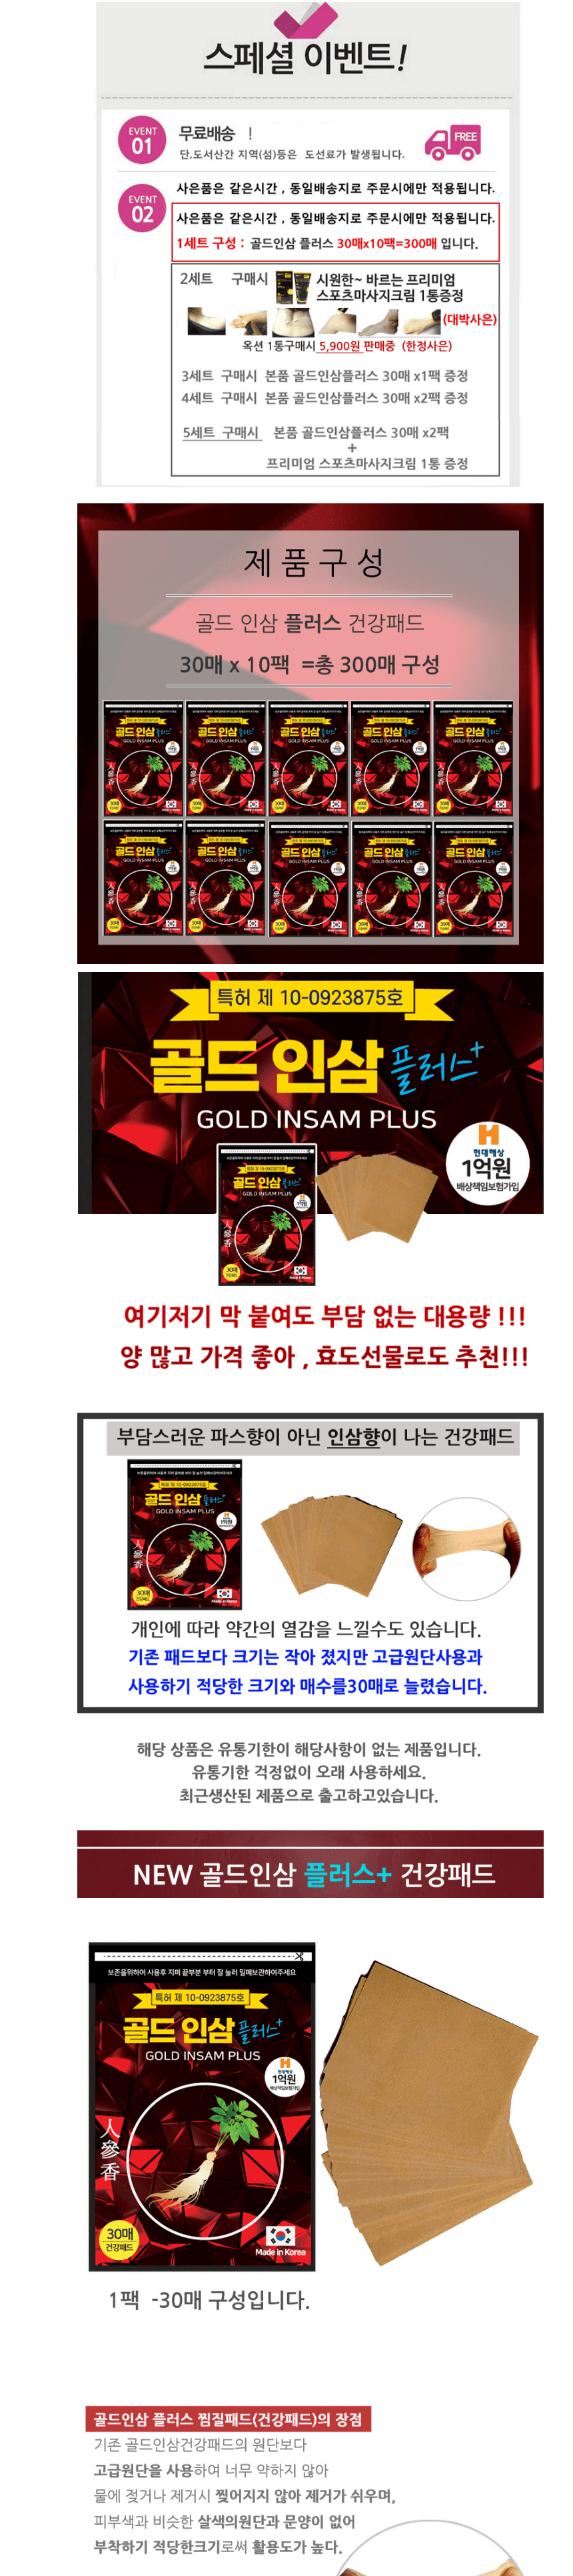 스페셜 이벤트!
EVENT
01
무료배송 !
단,도서산간 지역(섬)등은 도선료가 발생됩니다.
FREE
EVENT
02
사은품은 같은시간 , 동일배송지로 주문시에만 적용됩니다.
사은품은 같은시간 , 동일배송지로 주문시에만 적용됩니다.
1세트 구성 : 골드인삼 플러스 30매x10팩=300매 입니다.
2세트 구매시
시원한~ 바르는 프리미엄
스포츠마사지크림 1통증정
(대박사은)
옥션 1통구매시 5,900원 판매중 (한정사은)
3세트 구매시 본품 골드인삼플러스 30매 x1팩 증정
4세트 구매시 본품 골드인삼플러스 30매 x2팩 증정
5세트 구매시 본품 골드인삼플러스 30매 x2팩
+
프리미엄 스포츠마사지크림 1통 증정
제 품 구 성
골드 인삼 플러스 건강패드
30매 x 10팩 =총 300매 구성
특허 제 10-0923875호
골드 인삼 플러스+
GOLD INSAM PLUS
현대해상
1억원
배상책임보험가입
여기저기 막 붙여도 부담 없는 대용량 !!!
양 많고 가격 좋아 , 효도선물로도 추천!!!
부담스러운 파스향이 아닌 인삼향이 나는 건강패드
개인에 따라 약간의 열감을 느낄수도 있습니다.
기존 패드보다 크기는 작아 졌지만 고급원단사용과
사용하기 적당한 크기와 매수를30매로 늘렸습니다.
해당 상품은 유통기한이 해당사항이 없는 제품입니다.
유통기한 걱정없이 오래 사용하세요.
최근생산된 제품으로 출고하고있습니다.
NEW 골드인삼 플러스+ 건강패드
보존을위하여 사용후 지퍼 끝부분 부터 잘 눌러 밀폐보관하여주세요
특허 제 10-0923875호
골드 인삼 플러스+
GOLD INSAM PLUS
현대해상
1억원
배상책임보험가입
人
參
香
30매
건강패드
Made in Korea
1팩 -30매 구성입니다.
골드인삼 플러스 찜질패드(건강패드)의 장점
기존 골드인삼건강패드의 원단보다
고급원단을 사용하여 너무 약하지 않아
물에 젖거나 제거시 찢어지지 않아 제거가 쉬우며,
피부색과 비슷한 살색의원단과 문양이 없어
부착하기 적당한크기로써 활용도가 높다.